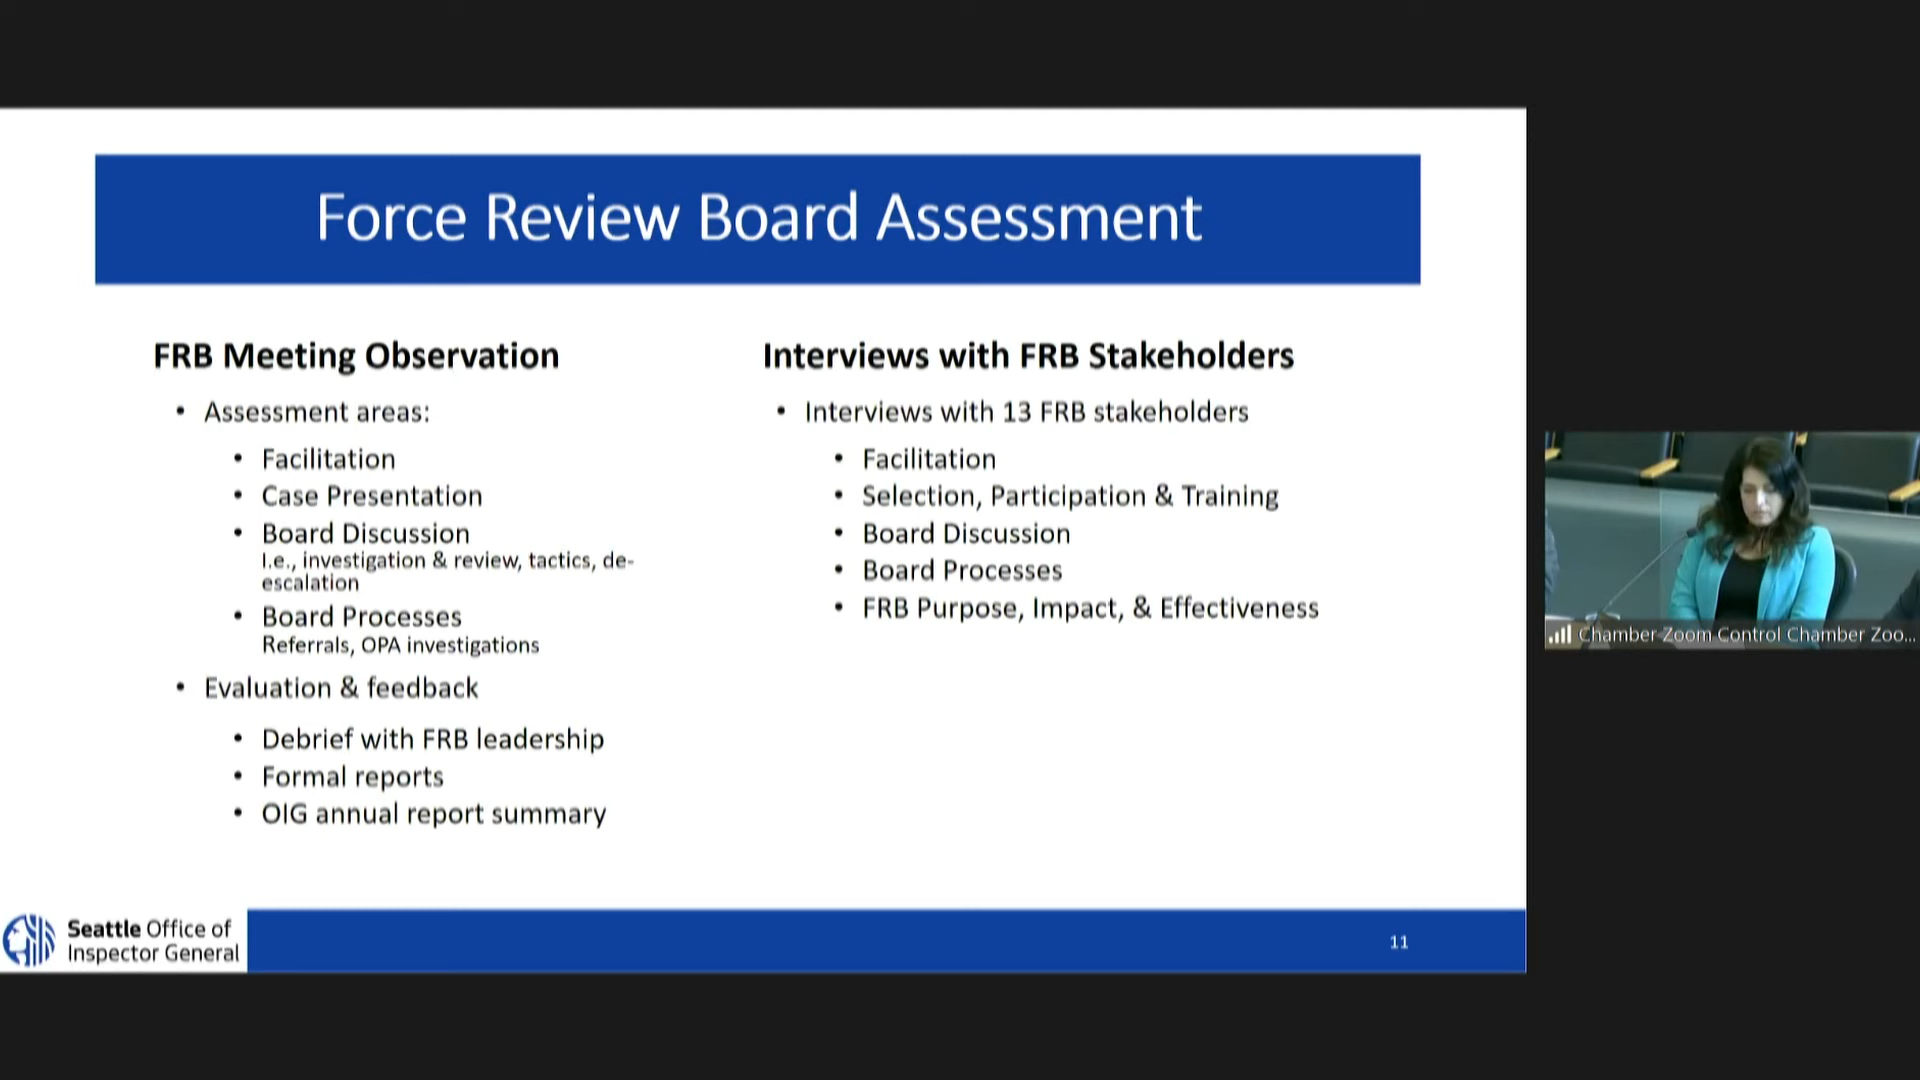 Force Review Board Assessment
FRB Meeting Observation
• Assessment areas:
• Facilitation
• Case Presentation
• Board Discussion
I.e., investigation & review, tactics, de-
escalation
• Board Processes
Referrals, OPA investigations
• Evaluation & feedback
• Debrief with FRB leadership
• Formal reports
• OIG annual report summary
Interviews with FRB Stakeholders
• Interviews with 13 FRB stakeholders
• Facilitation
• Selection, Participation & Training
• Board Discussion
• Board Processes
• FRB Purpose, Impact, & Effectiveness
Chamber Zoom Control Chamber Zoo...
Seattle Office of
Inspector General
11